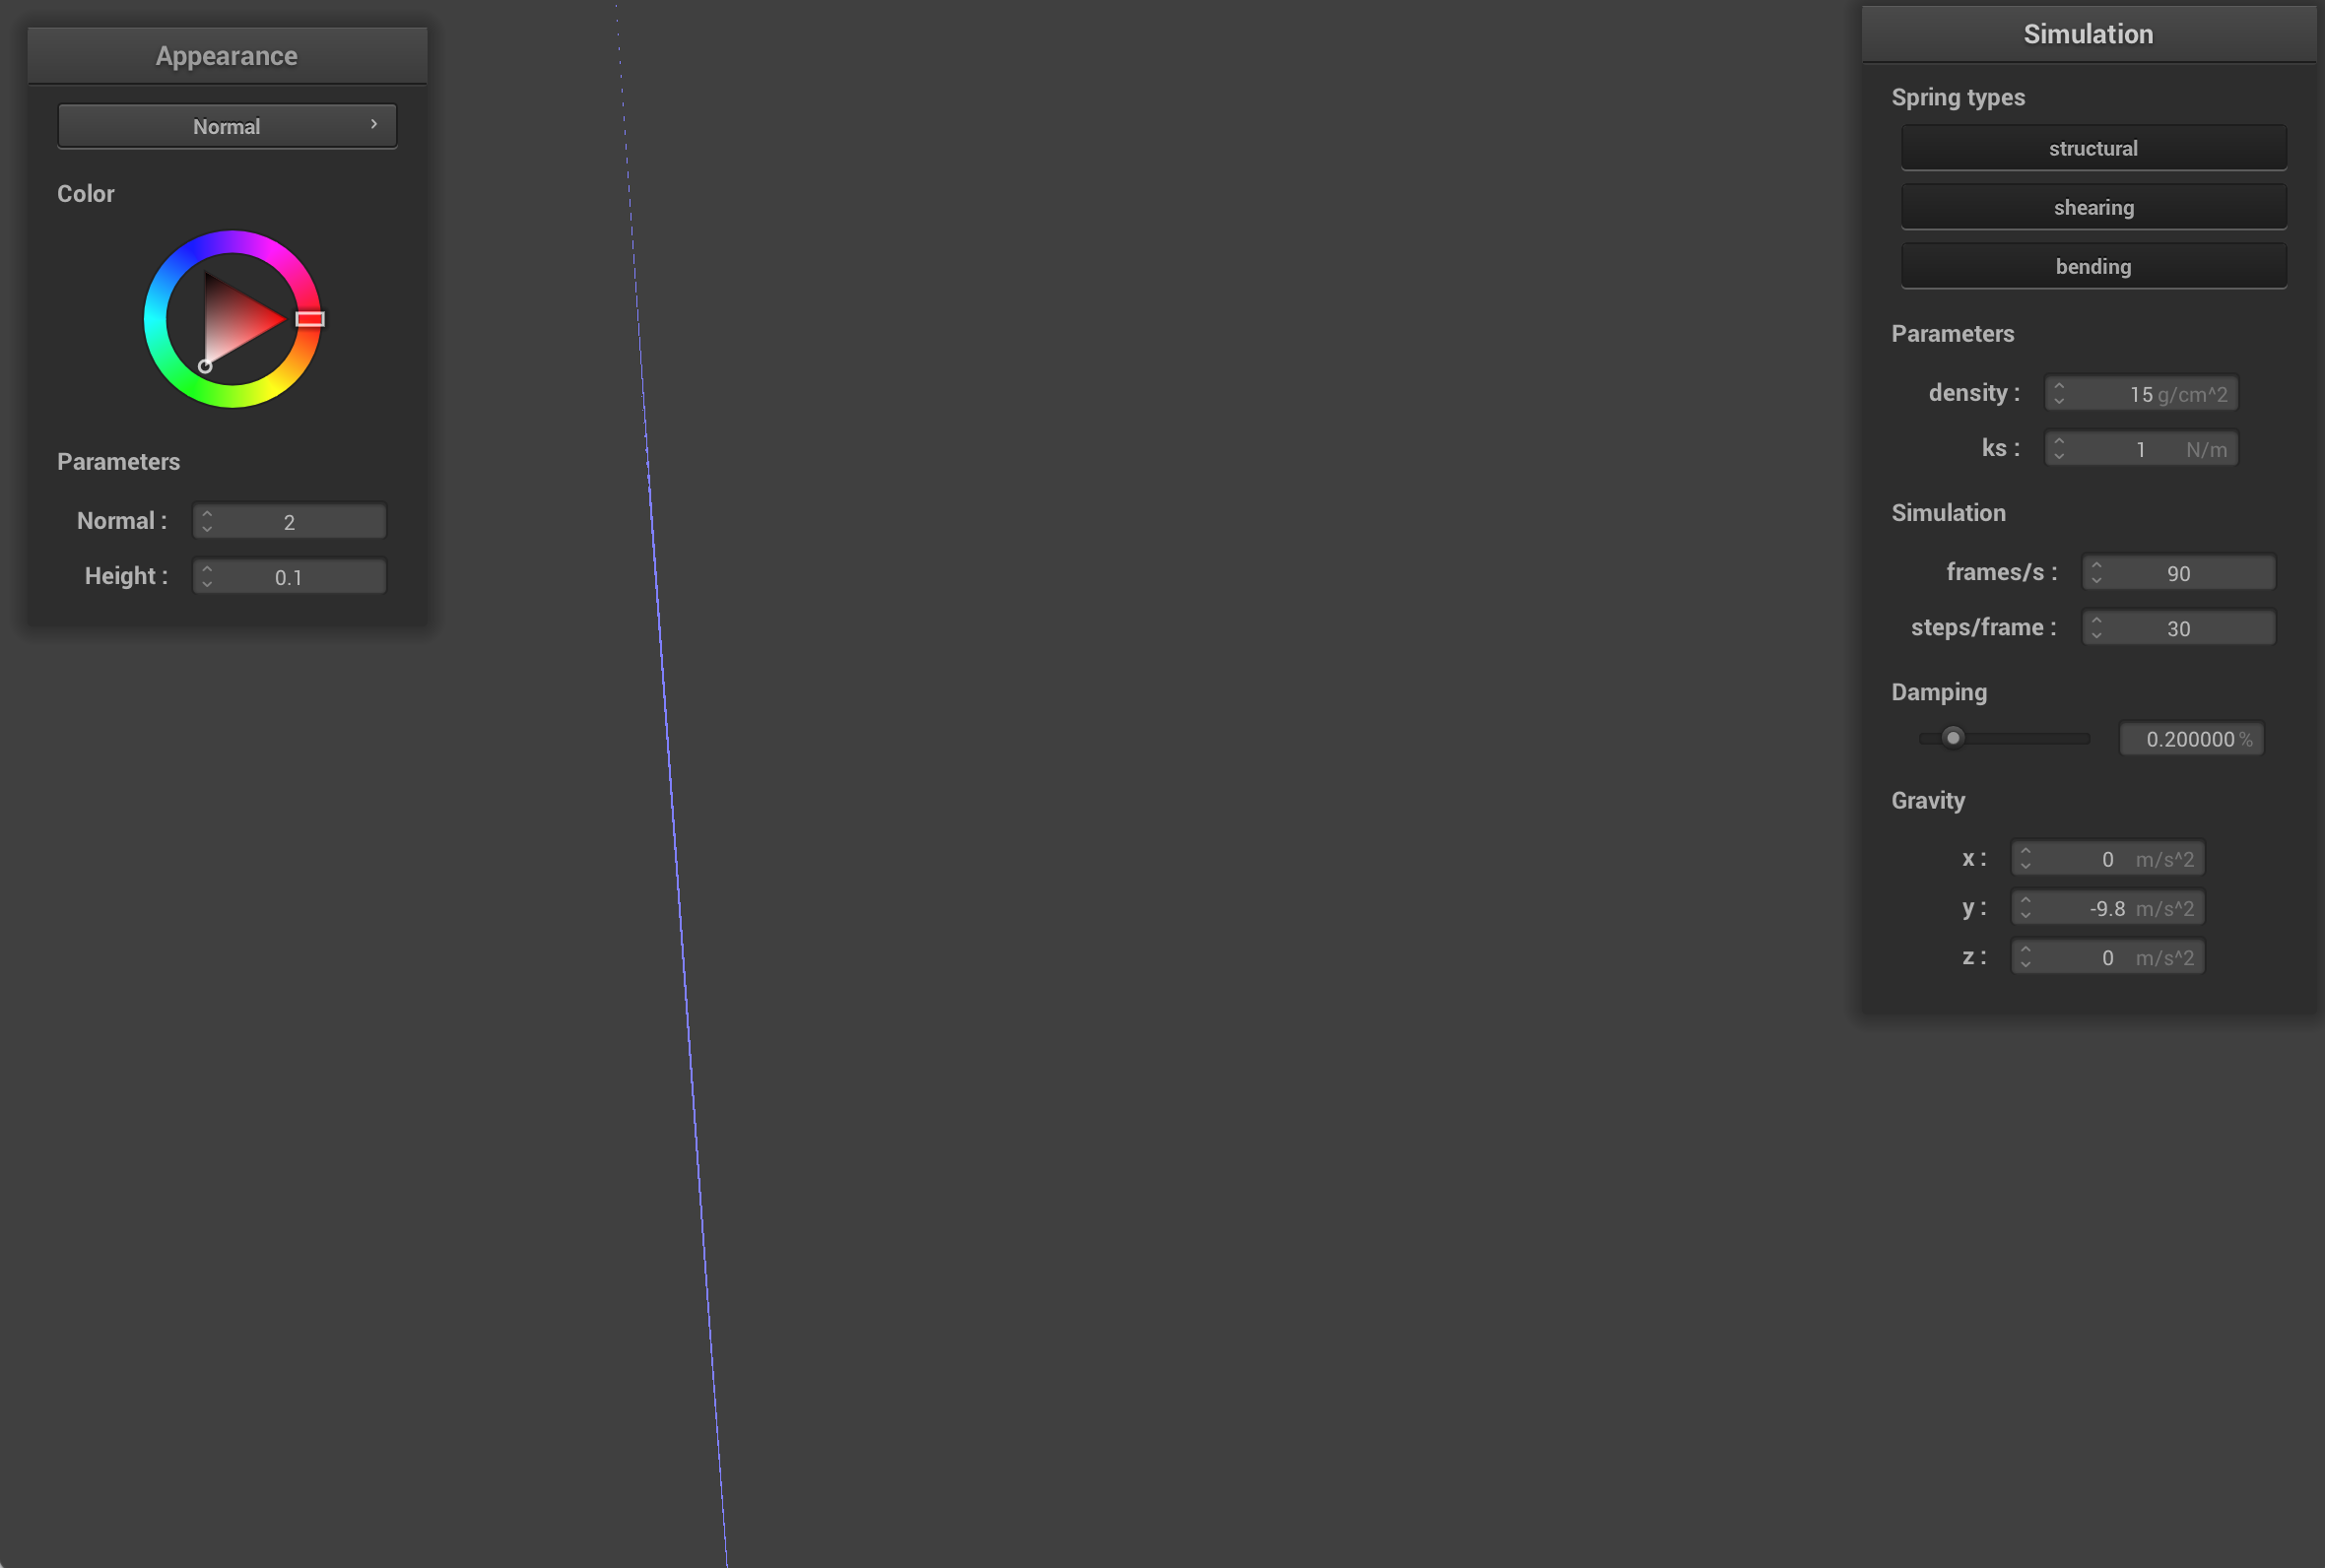 Appearance
Normal
Color
Parameters
Normal : 2
Height : 0.1
Simulation
Spring types
structural
shearing
bending
Parameters
density : 15 g/cm^2
ks : 1 N/m
Simulation
frames/s : 90
steps/frame : 30
Damping
0.200000 %
Gravity
x : 0 m/s^2
y : -9.8 m/s^2
z : 0 m/s^2